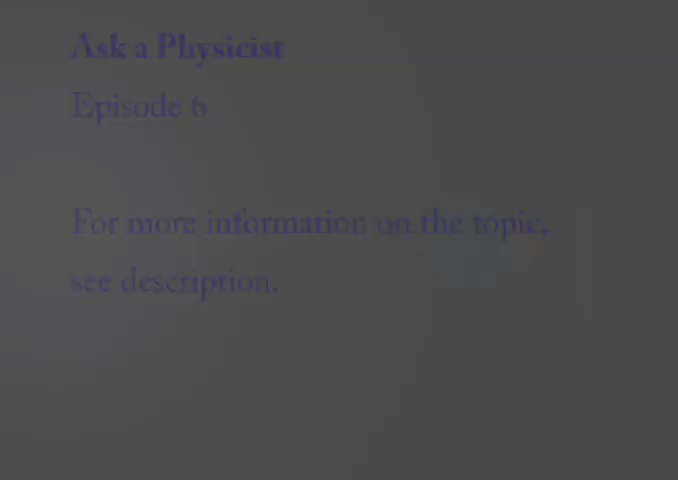 Ask a Physicist
Episode 6
For more information on the topic,
see description.